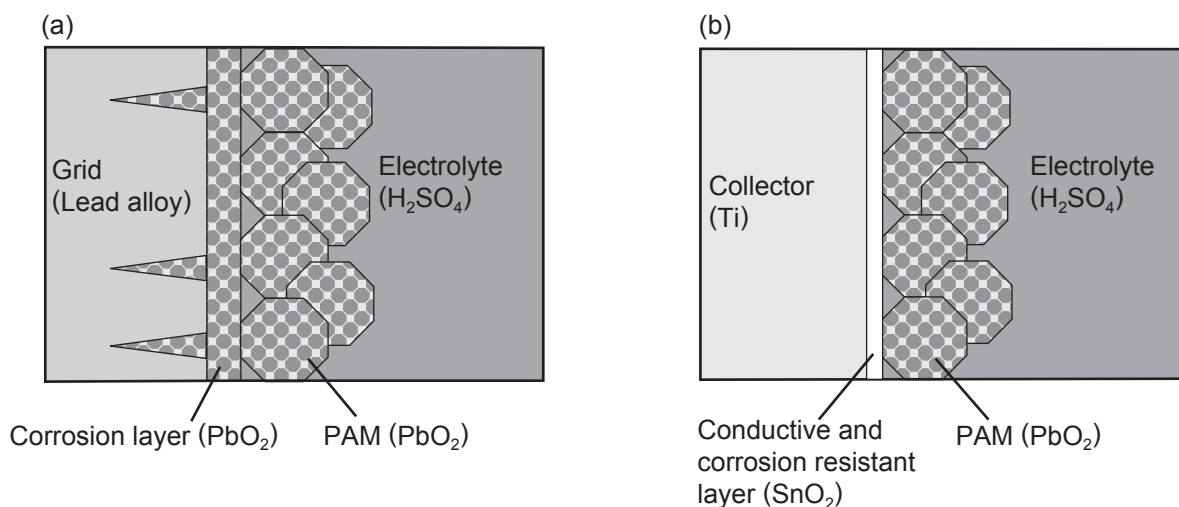 (a)
Grid
(Lead alloy)
Electrolyte
(H₂SO₄)
Corrosion layer (PbO₂)
PAM (PbO₂)
(b)
Collector
(Ti)
Electrolyte
(H₂SO₄)
Conductive and
corrosion resistant
layer (SnO₂)
PAM (PbO₂)